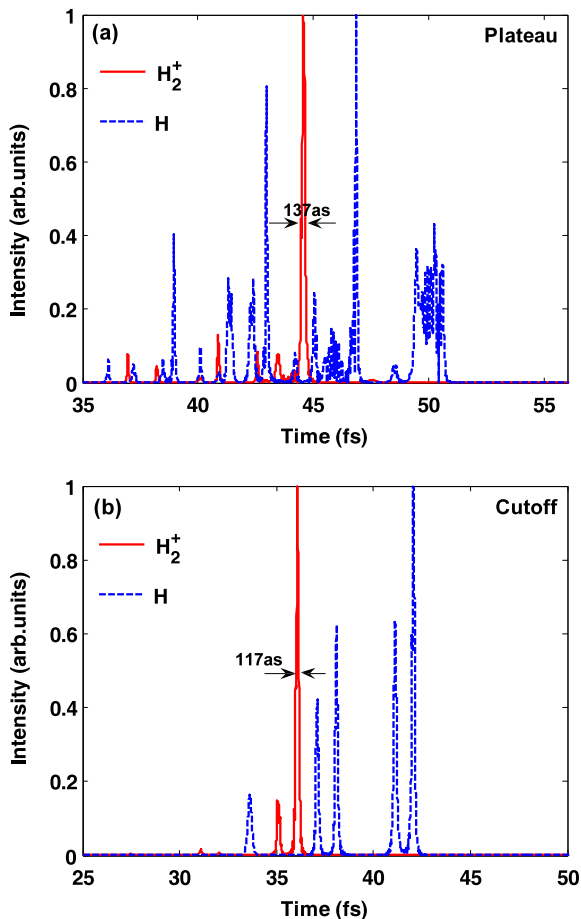 (a) Plateau
H₂⁺
H
137as
Intensity (arb.units)
1
0.8
0.6
0.4
0.2
0
35 40 45 50 55
Time (fs)
(b) Cutoff
H₂⁺
H
117as
Intensity (arb.units)
1
0.8
0.6
0.4
0.2
0
25 30 35 40 45 50
Time (fs)